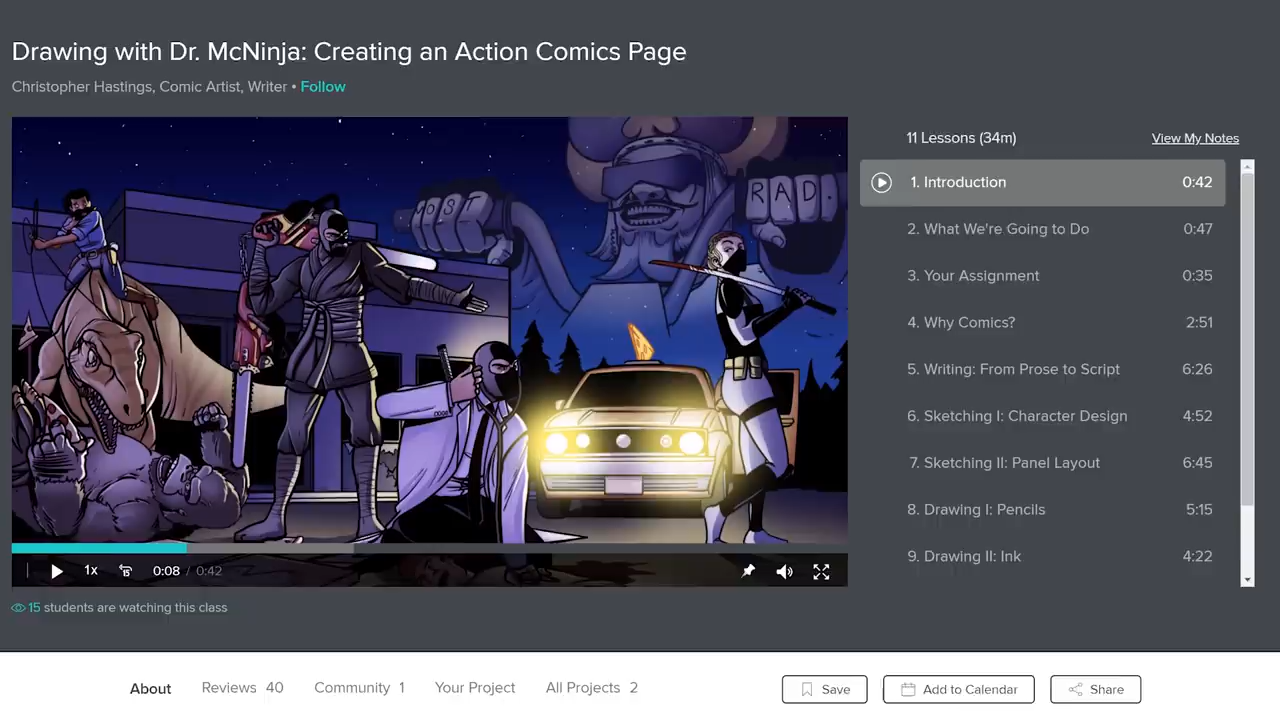 Drawing with Dr. McNinja: Creating an Action Comics Page
Christopher Hastings, Comic Artist, Writer • Follow
MOST
RAD.
1x
15
0:08 / 0:42
15 students are watching this class
11 Lessons (34m)
View My Notes
1. Introduction 0:42
2. What We're Going to Do 0:47
3. Your Assignment 0:35
4. Why Comics? 2:51
5. Writing: From Prose to Script 6:26
6. Sketching I: Character Design 4:52
7. Sketching II: Panel Layout 6:45
8. Drawing I: Pencils 5:15
9. Drawing II: Ink 4:22
About Reviews 40 Community 1 Your Project All Projects 2
Save Add to Calendar Share